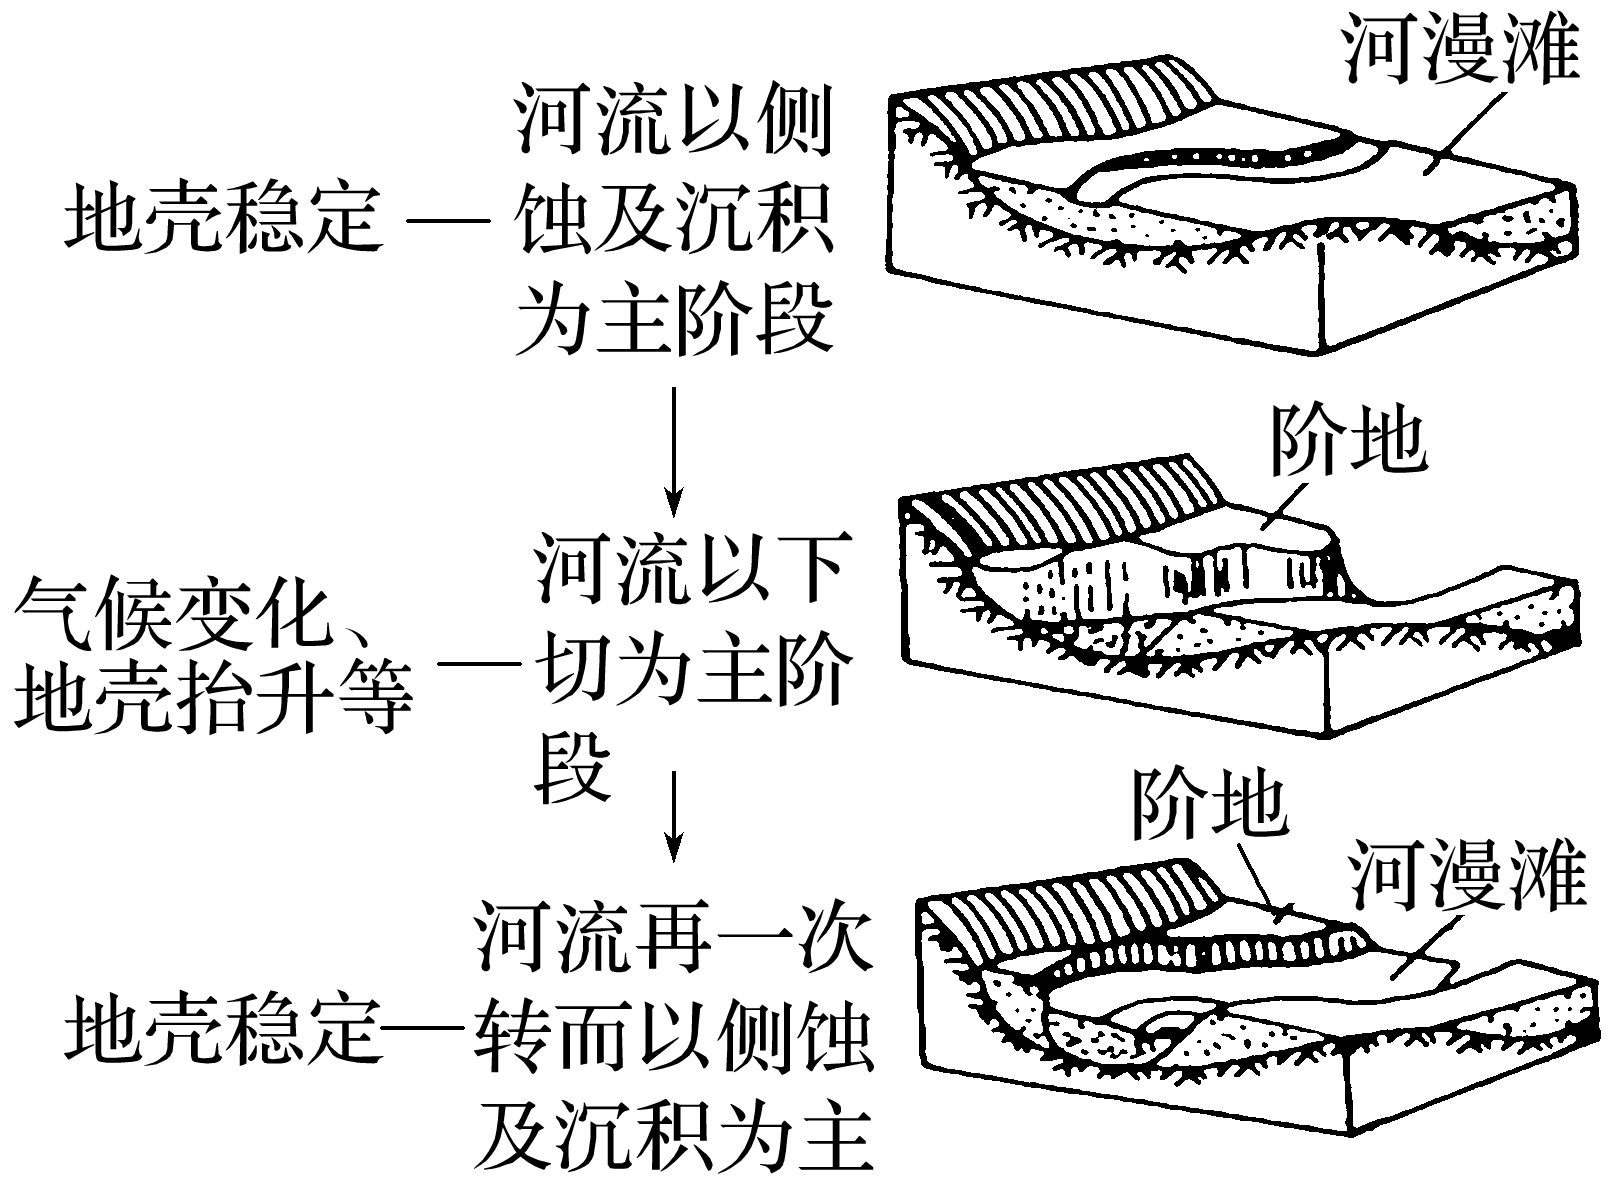 河漫滩
地壳稳定
河流以侧
蚀及沉积
为主阶段
阶地
气候变化、
地壳抬升等
河流以下
切为主阶
段
阶地
河漫滩
地壳稳定
河流再一次
转而以侧蚀
及沉积为主